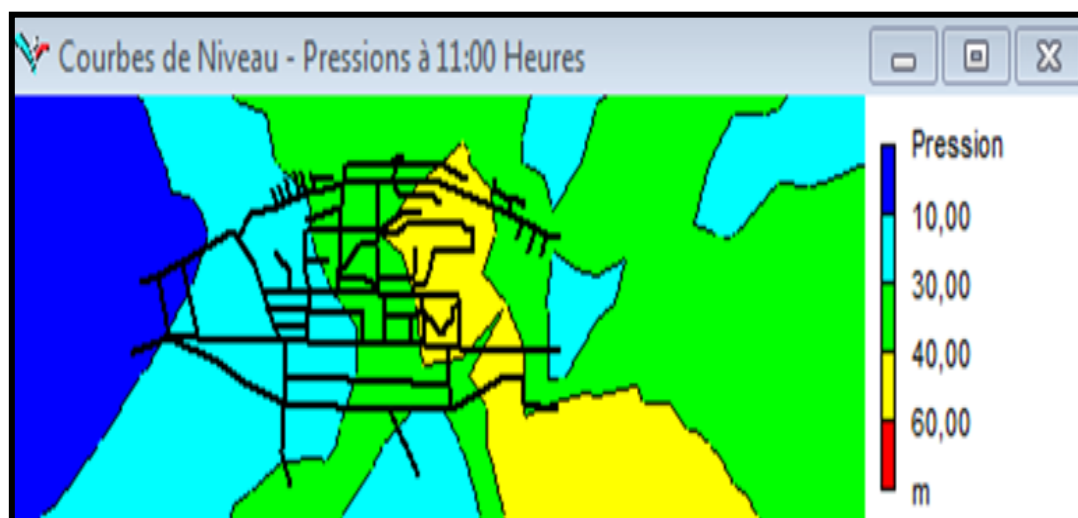 Courbes de Niveau - Pressions à 11:00 Heures
Pression
10,00
30,00
40,00
60,00
m